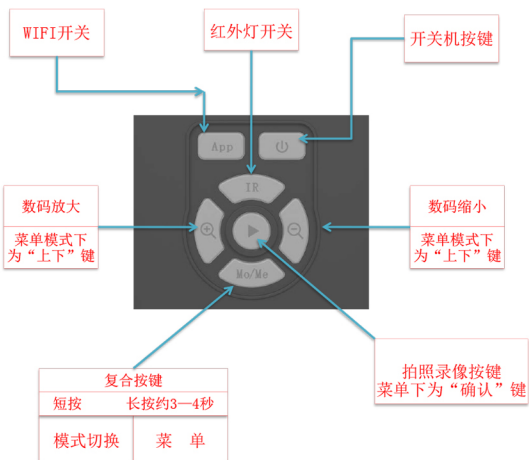 WIFI开关
红外灯开关
开关机按键
App
IR
数码放大
菜单模式下
为“上下”键
数码缩小
菜单模式下
为“上下”键
Mo/Me
拍照录像按键
菜单下为“确认”键
复合按键
短按 长按约3—4秒
模式切换 菜 单